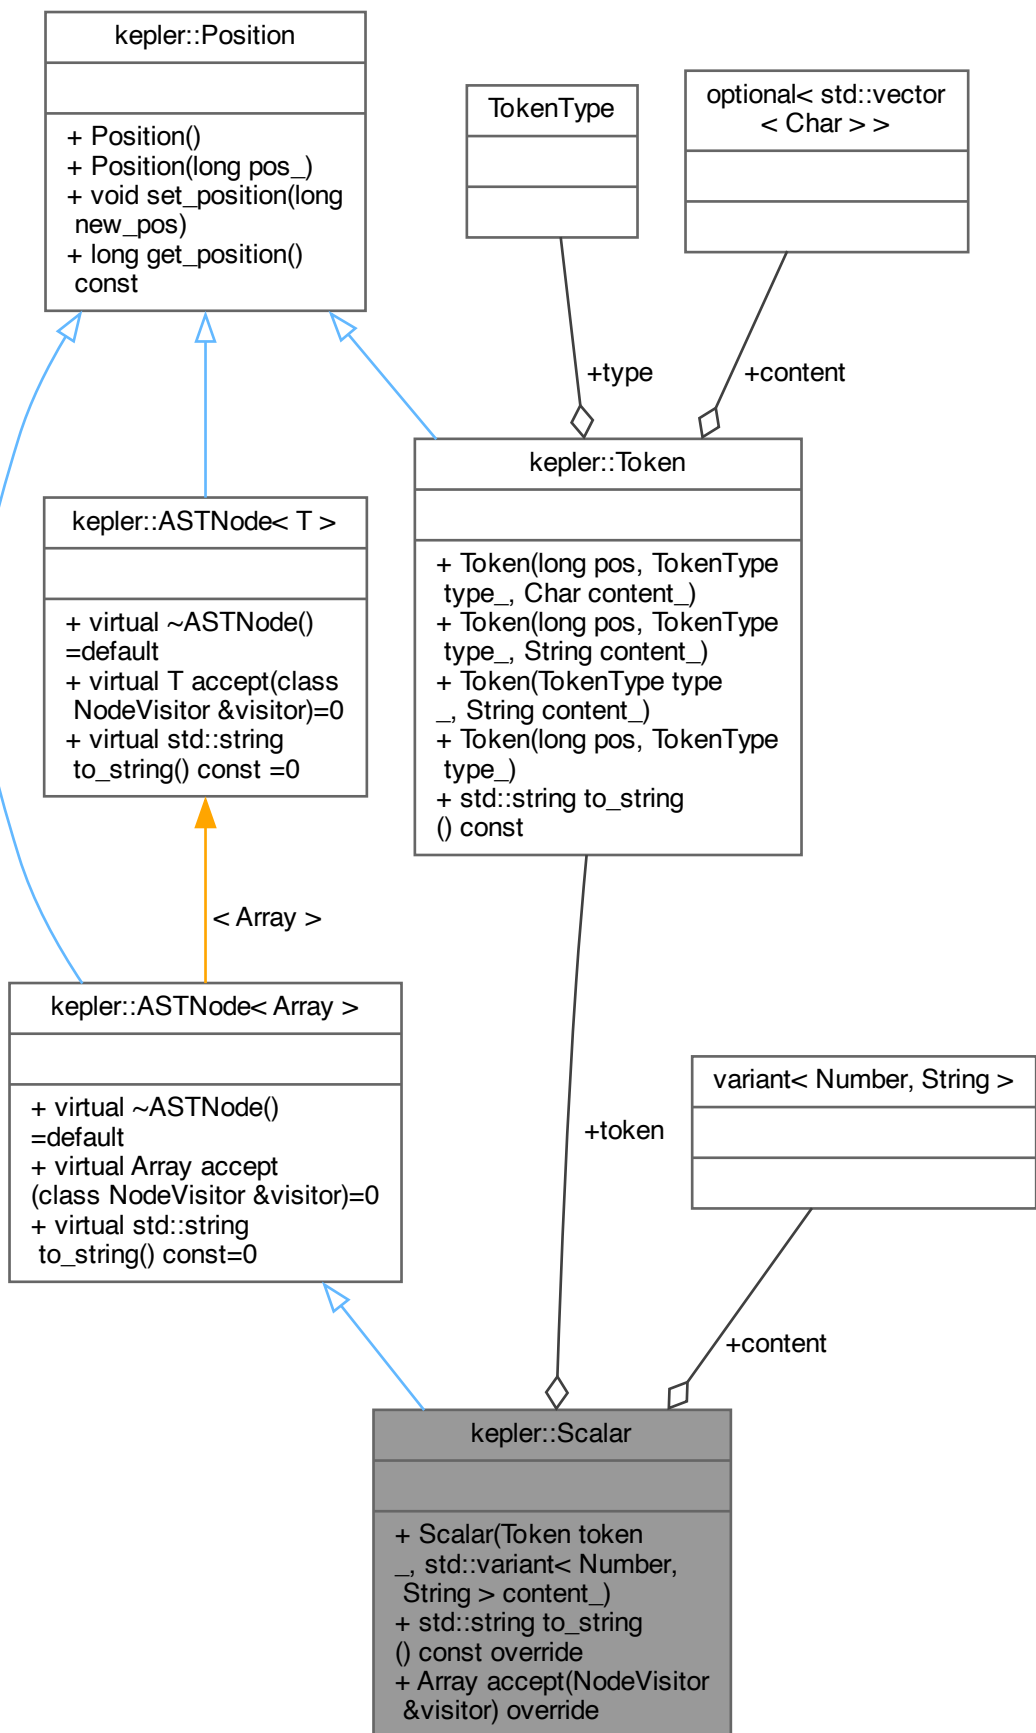 kepler::Position
+ Position()
+ Position(long pos_)
+ void set_position(long
new_pos)
+ long get_position()
const
TokenType
optional< std::vector
< Char > >
+type
+content
kepler::Token
+ Token(long pos, TokenType
type_, Char content_)
+ Token(long pos, TokenType
type_, String content_)
+ Token(TokenType type
_, String content_)
+ Token(long pos, TokenType
type_)
+ std::string to_string
() const
kepler::ASTNode< T >
+ virtual ~ASTNode()
=default
+ virtual T accept(class
NodeVisitor &visitor)=0
+ virtual std::string
to_string() const =0
< Array >
kepler::ASTNode< Array >
+ virtual ~ASTNode()
=default
+ virtual Array accept
(class NodeVisitor &visitor)=0
+ virtual std::string
to_string() const=0
+token
variant< Number, String >
+content
kepler::Scalar
+ Scalar(Token token
_, std::variant< Number,
String > content_)
+ std::string to_string
() const override
+ Array accept(NodeVisitor
&visitor) override